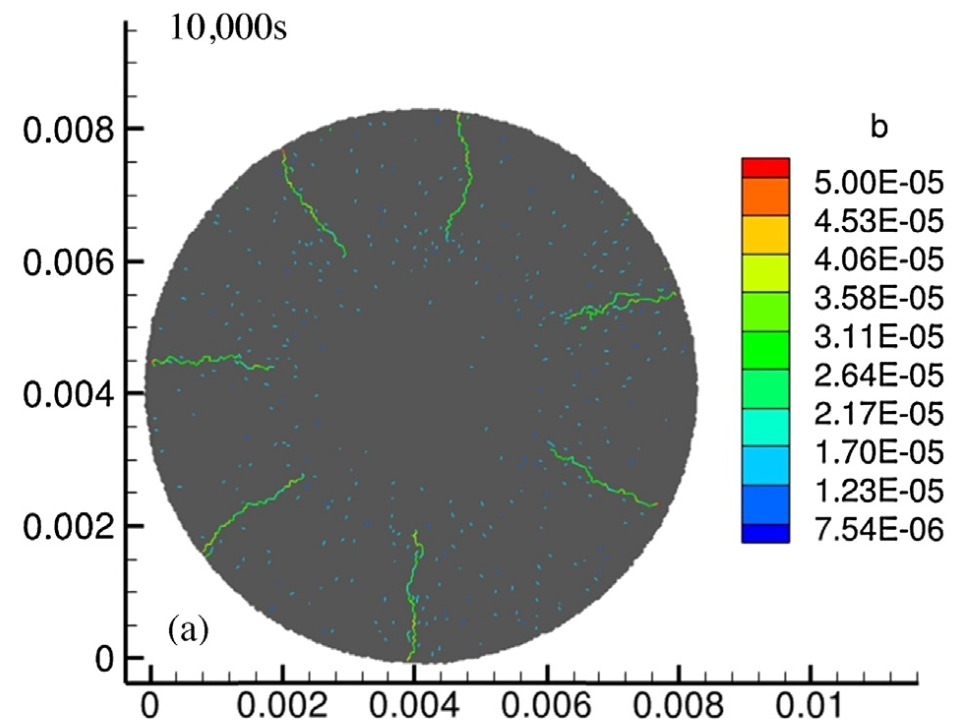 10,000s
0.008
0.006
0.004
0.002
0
(a)
0
0.002
0.004
0.006
0.008
0.01
b
5.00E-05
4.53E-05
4.06E-05
3.58E-05
3.11E-05
2.64E-05
2.17E-05
1.70E-05
1.23E-05
7.54E-06